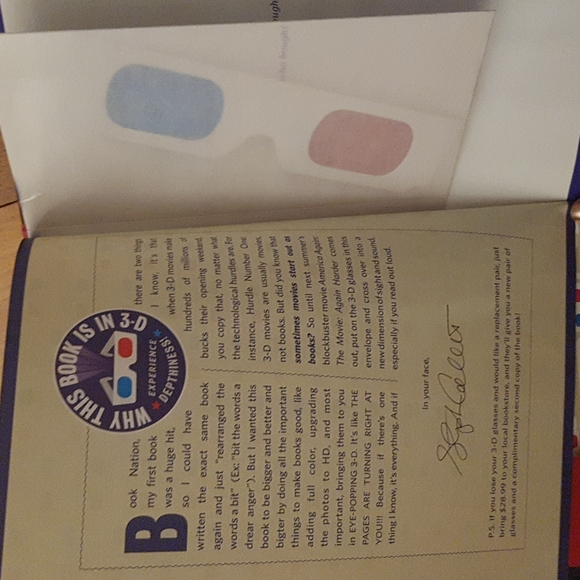 WHY THIS BOOK IS IN 3-D
EXPERIENCE
DEPTHINESS!
Book Nation,
my first book
was a huge hit,
so I could have
written the exact same book
again and just "rearranged the
words a bit" (Ex: "bit the words a
drear anger"). But I wanted this
book to be bigger and better and
bigter by doing all the important
things to make books good, like
adding full color, upgrading
the photos to HD, and most
important, bringing them to you
in EYE-POPPING 3-D. It's like THE
PAGES ARE TURNING RIGHT AT
YOU!!! Because if there's one
thing I know, it's everything. And if
there are two things
I know, it's that
when 3-D movies make
hundreds of millions of
bucks their opening weekend,
you copy that, no matter what
the technological hurdles are. For
instance, Hurdle Number One:
3-D movies are usually movies,
not books. But did you know that
sometimes movies start out as
books? So until next summer's
blockbuster movie America Again:
The Movie: Again Harder comes
out, put on the 3-D glasses in this
envelope and cross over into a
new dimension of sight and sound,
especially if you read out loud.
In your face,
P.S. If you lose your 3-D glasses and would like a replacement pair, just
bring $28.99 to your local bookstore, and they'll give you a new pair of
glasses and a complimentary second copy of the book!